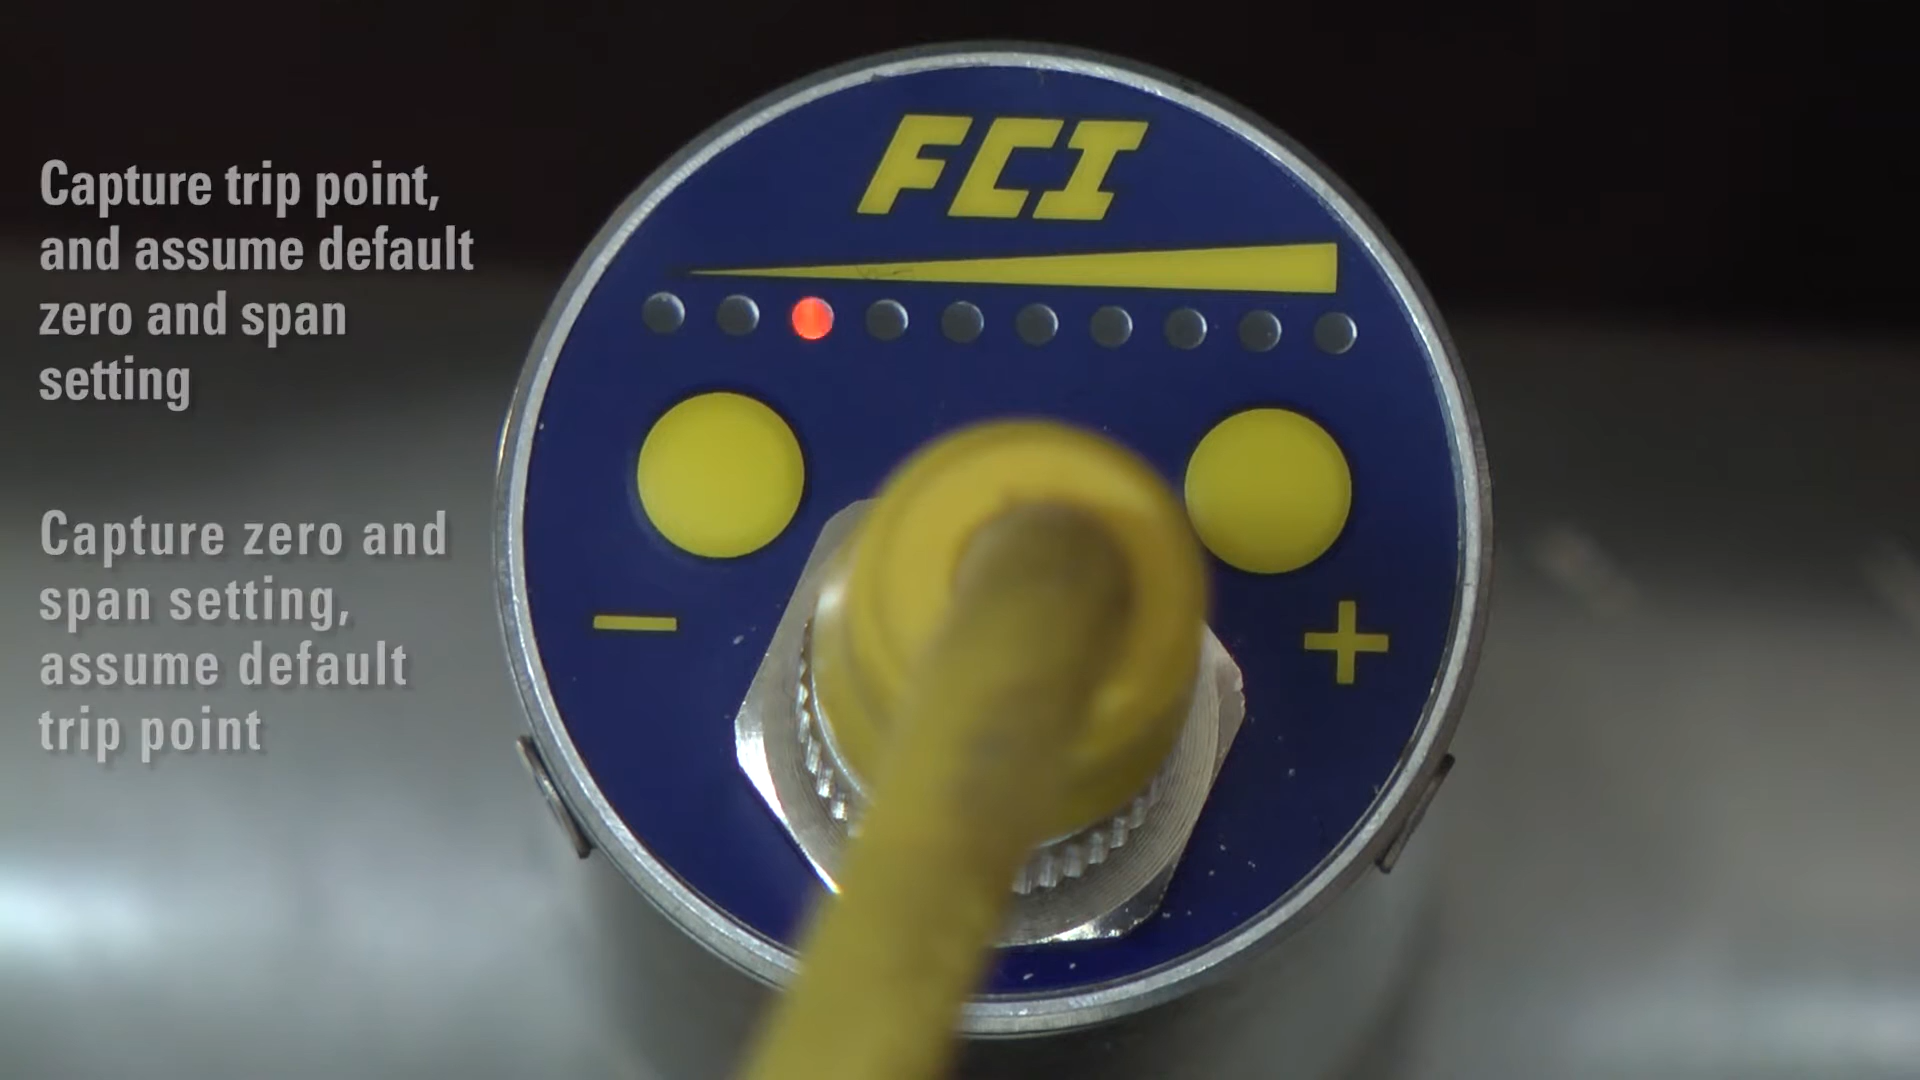 FCI
Capture trip point,
and assume default
zero and span
setting
Capture zero and
span setting,
assume default
trip point
−
+